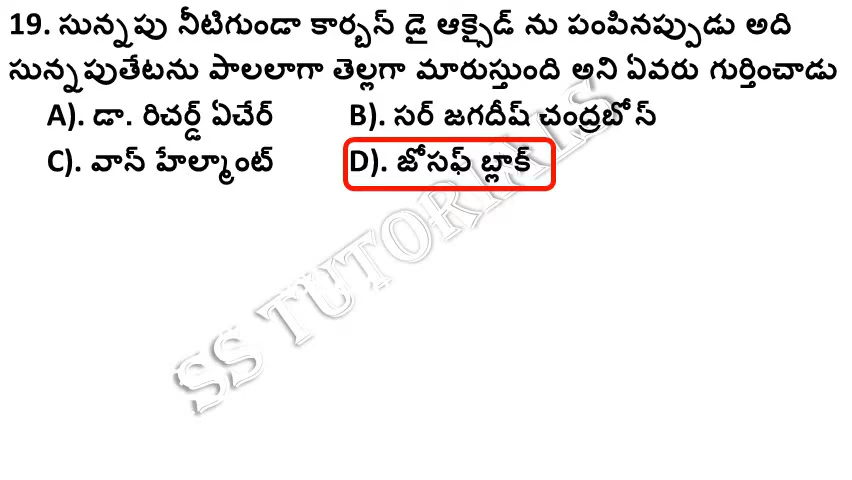 19. సున్నపు నీటిగుండా కార్బన్ డై ఆక్సైడ్ ను పంపినప్పుడు అది
సున్నపుతేటను పాలలాగా తెల్లగా మారుస్తుంది అని ఏవరు గుర్తించాడు
A). డా. రిచర్డ్ ఏచేర్ B). సర్ జగదీష్ చంద్రబోస్
C). వాన్ హేల్మాంట్ D). జోసఫ్ బ్లాక్
SS TUTORIALS